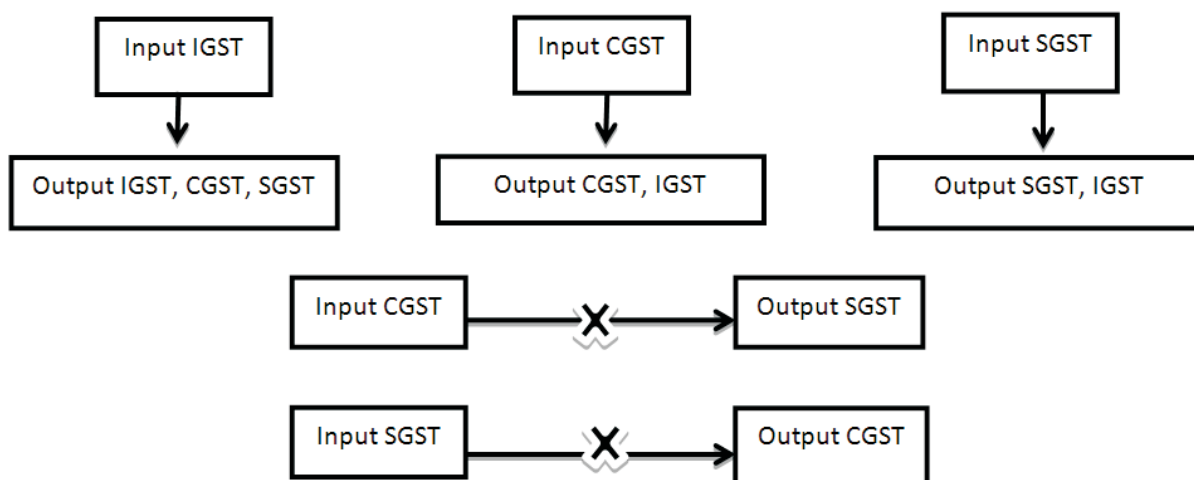 Input IGST
Input CGST
Input SGST
Output IGST, CGST, SGST
Output CGST, IGST
Output SGST, IGST
Input CGST
Output SGST
Input SGST
Output CGST